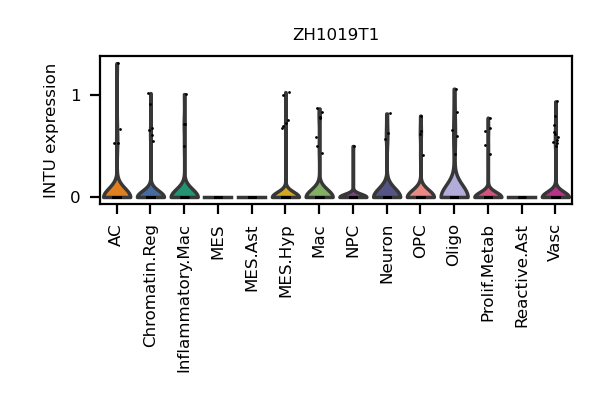 ZH1019T1
INTU expression
1
0
AC
Chromatin.Reg
Inflammatory.Mac
MES
MES.Ast
MES.Hyp
Mac
NPC
Neuron
OPC
Oligo
Prolif.Metab
Reactive.Ast
Vasc